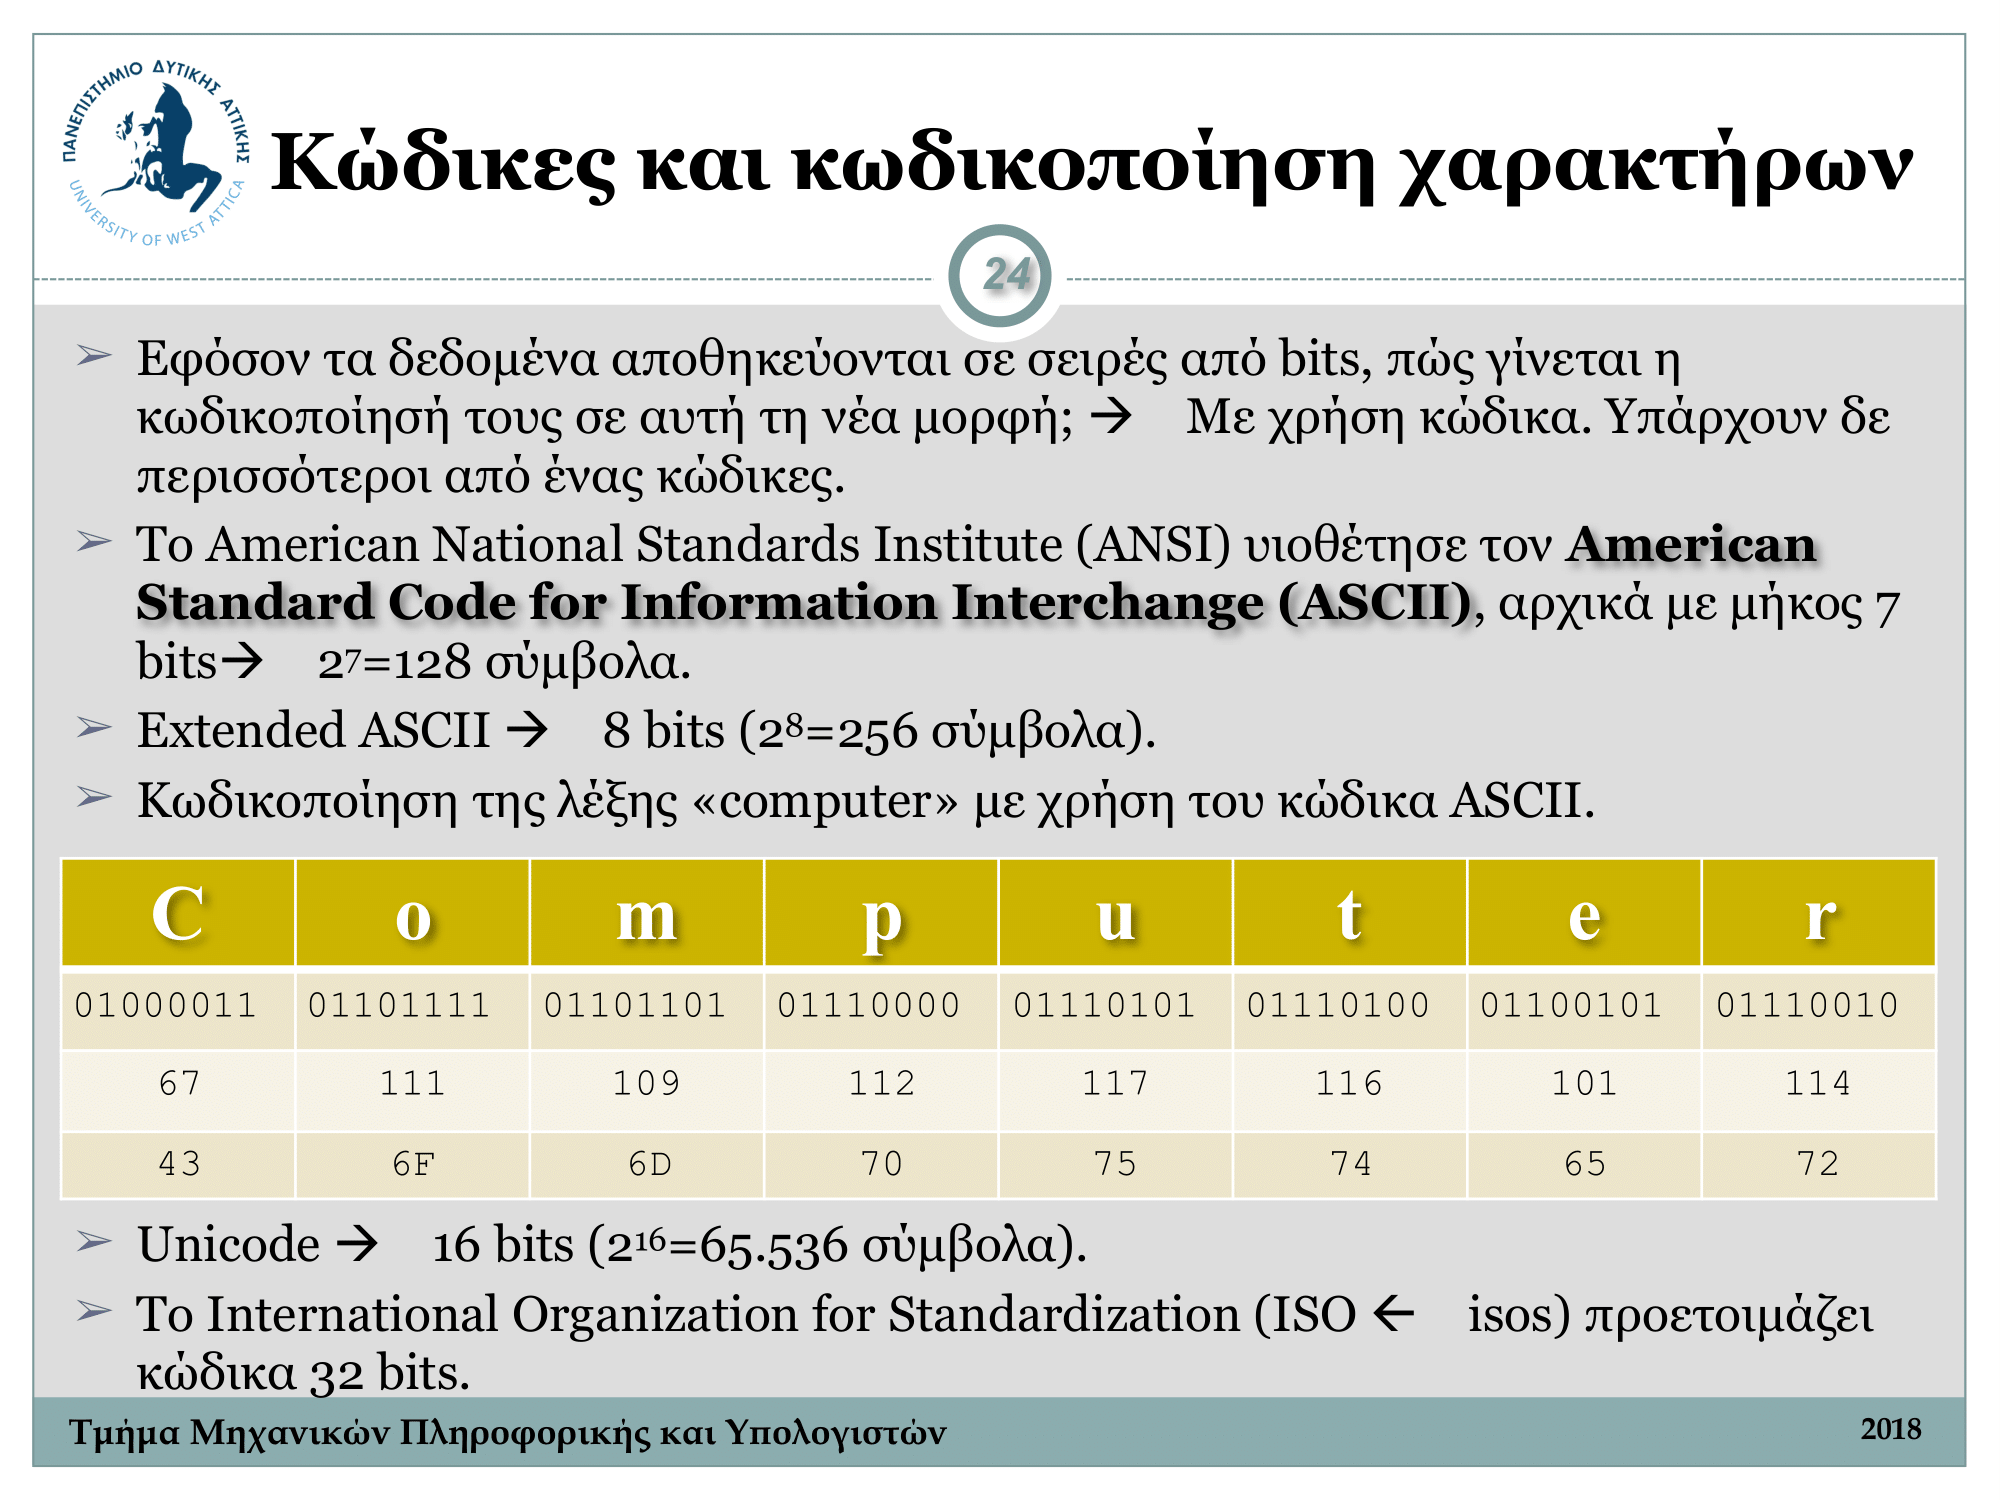 ΠΑΝΕΠΙΣΤΗΜΙΟ ΔΥΤΙΚΗΣ ΑΤΤΙΚΗΣ
UNIVERSITY OF WEST ATTICA
Κώδικες και κωδικοποίηση χαρακτήρων
24
➢ Εφόσον τα δεδομένα αποθηκεύονται σε σειρές από bits, πώς γίνεται η
κωδικοποίησή τους σε αυτή τη νέα μορφή; → Με χρήση κώδικα. Υπάρχουν δε
περισσότεροι από ένας κώδικες.
➢ Το American National Standards Institute (ANSI) υιοθέτησε τον American
Standard Code for Information Interchange (ASCII), αρχικά με μήκος 7
bits→ 2⁷=128 σύμβολα.
➢ Extended ASCII → 8 bits (2⁸=256 σύμβολα).
➢ Κωδικοποίηση της λέξης «computer» με χρήση του κώδικα ASCII.
C o m p u t e r
01000011 01101111 01101101 01110000 01110101 01110100 01100101 01110010
67 111 109 112 117 116 101 114
43 6F 6D 70 75 74 65 72
➢ Unicode → 16 bits (2¹⁶=65.536 σύμβολα).
➢ Το International Organization for Standardization (ISO ← isos) προετοιμάζει
κώδικα 32 bits.
Τμήμα Μηχανικών Πληροφορικής και Υπολογιστών 2018